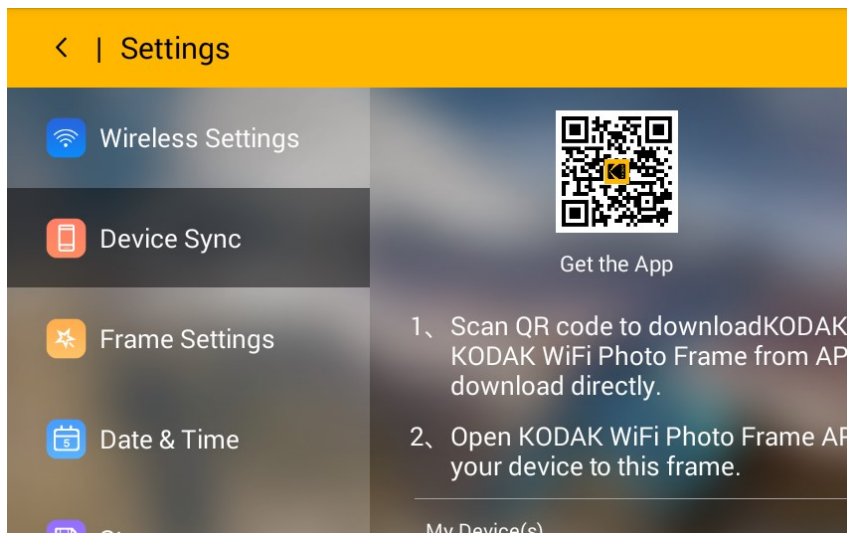 < | Settings
Wireless Settings
Device Sync
Get the App
Frame Settings
1、 Scan QR code to downloadKODAK
KODAK WiFi Photo Frame from AP
download directly.
5
Date & Time
2、 Open KODAK WiFi Photo Frame AP
your device to this frame.
My Device(s)